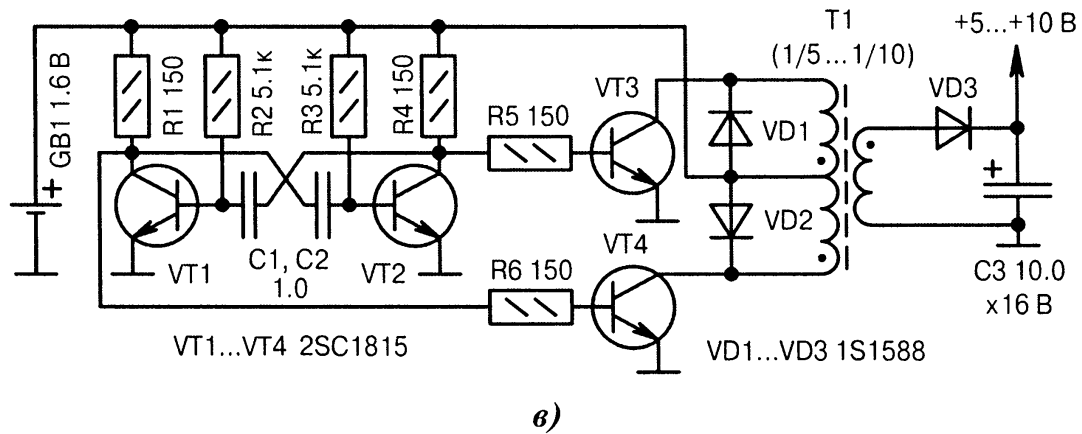 T1
(1/5...1/10)
+5...+10 В
GB1 1.6 В
R1 150
R2 5.1к
R3 5.1к
R4 150
R5 150
VT3
VD1
VD3
+
+
VT1
C1, C2
1.0
VT2
R6 150
VT4
VD2
C3 10.0
x16 В
VT1...VT4 2SC1815
VD1...VD3 1S1588
в)